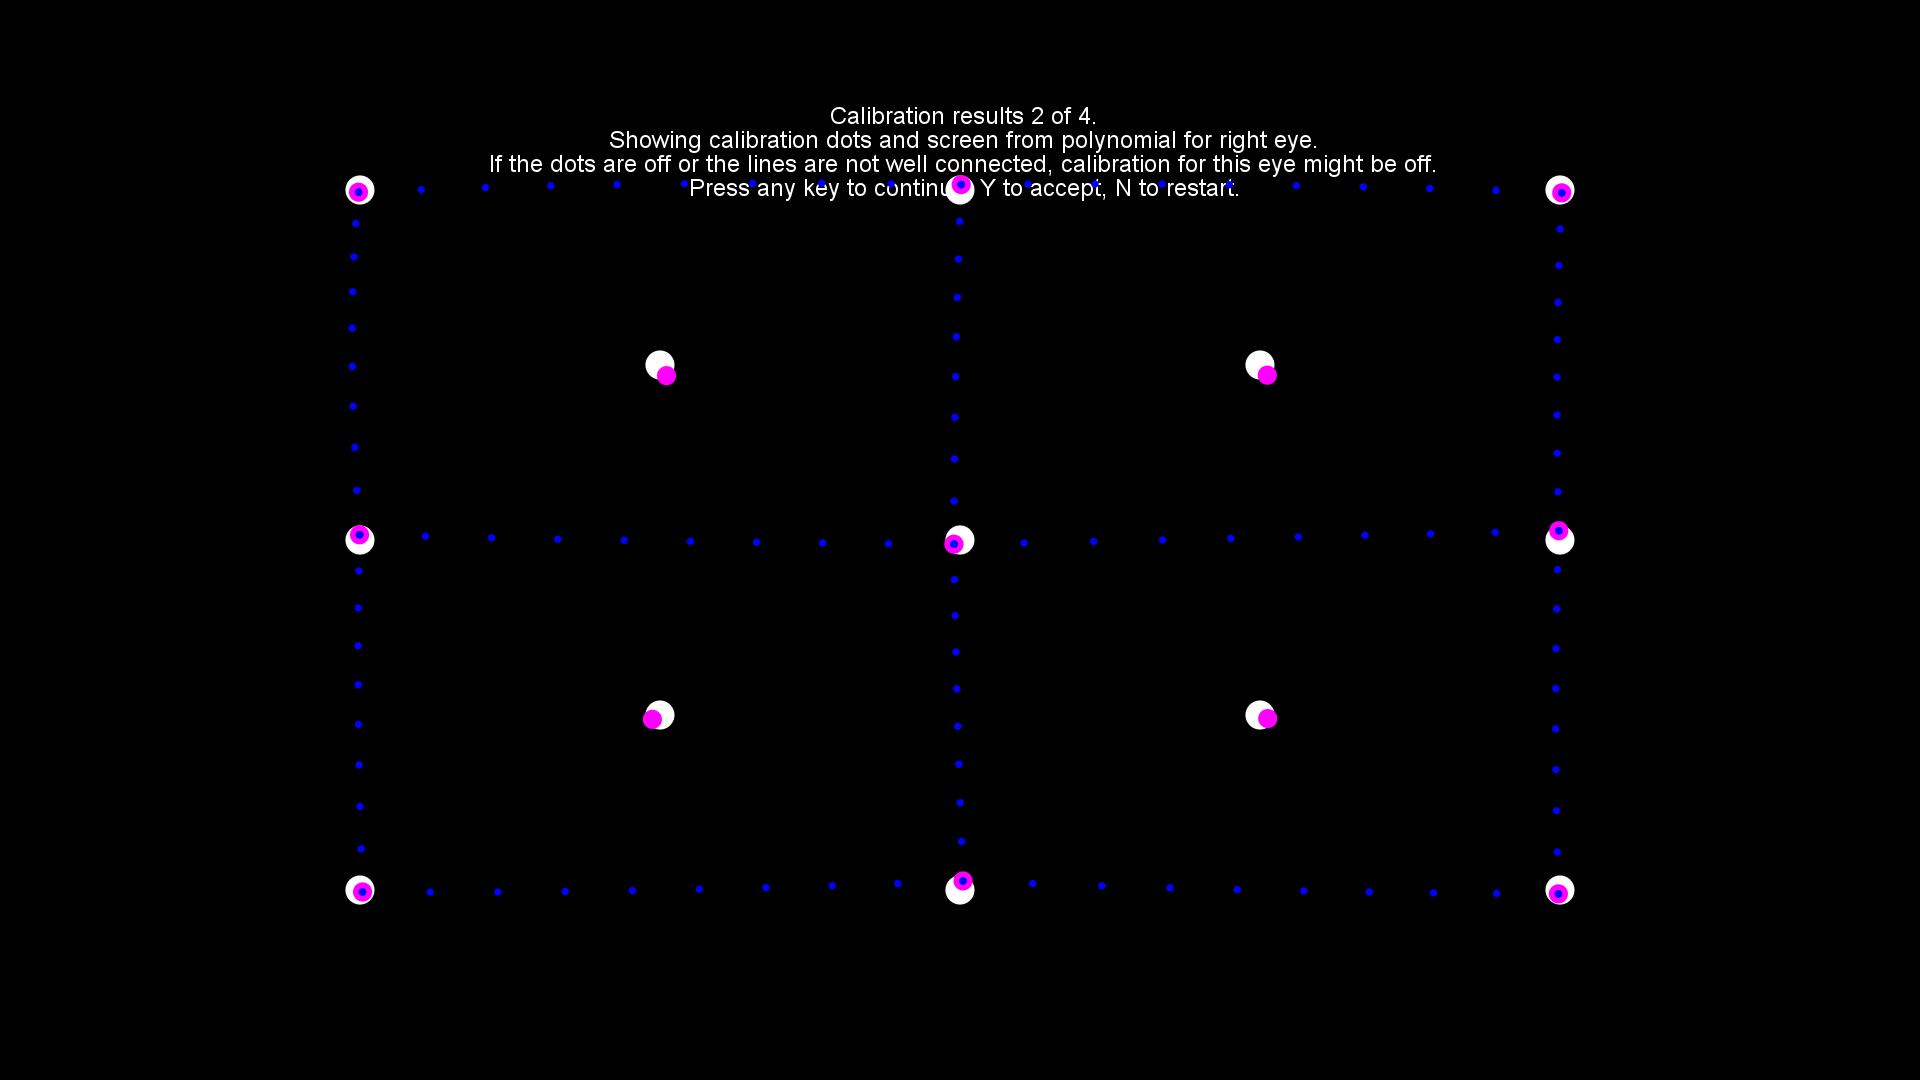 Calibration results 2 of 4.
Showing calibration dots and screen from polynomial for right eye.
If the dots are off or the lines are not well connected, calibration for this eye might be off.
Press any key to continue, Y to accept, N to restart.